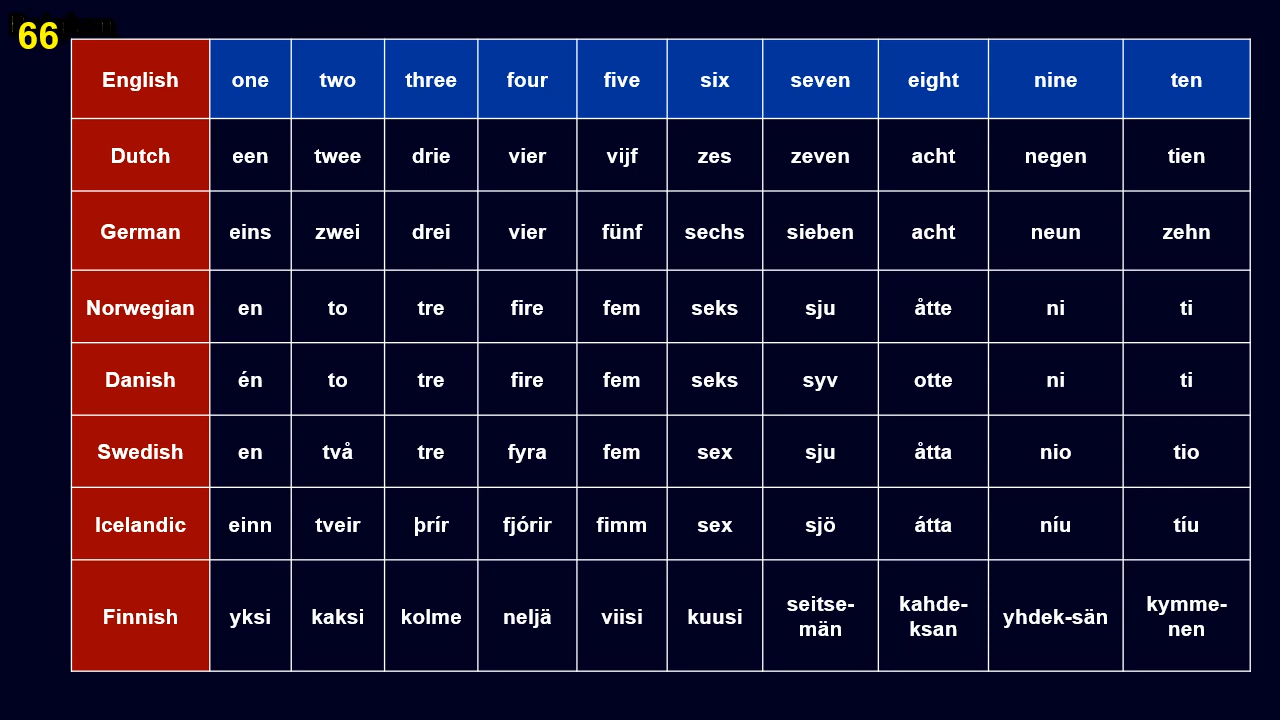 66
English one two three four five six seven eight nine ten
Dutch een twee drie vier vijf zes zeven acht negen tien
German eins zwei drei vier fünf sechs sieben acht neun zehn
Norwegian en to tre fire fem seks sju åtte ni ti
Danish én to tre fire fem seks syv otte ni ti
Swedish en två tre fyra fem sex sju åtta nio tio
Icelandic einn tveir þrír fjórir fimm sex sjö átta níu tíu
Finnish yksi kaksi kolme neljä viisi kuusi seitse- kahde- yhdek-sän kymme-
män ksan nen